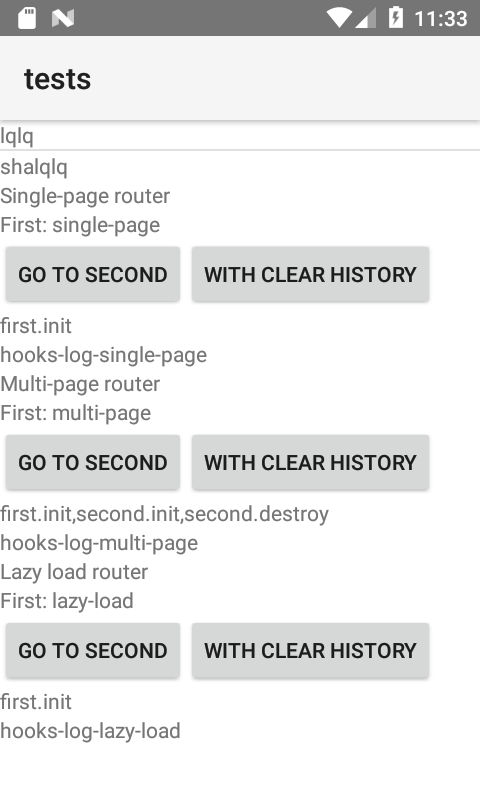 11:33
tests
lqlq
shalqlq
Single-page router
First: single-page
GO TO SECOND WITH CLEAR HISTORY
first.init
hooks-log-single-page
Multi-page router
First: multi-page
GO TO SECOND WITH CLEAR HISTORY
first.init,second.init,second.destroy
hooks-log-multi-page
Lazy load router
First: lazy-load
GO TO SECOND WITH CLEAR HISTORY
first.init
hooks-log-lazy-load